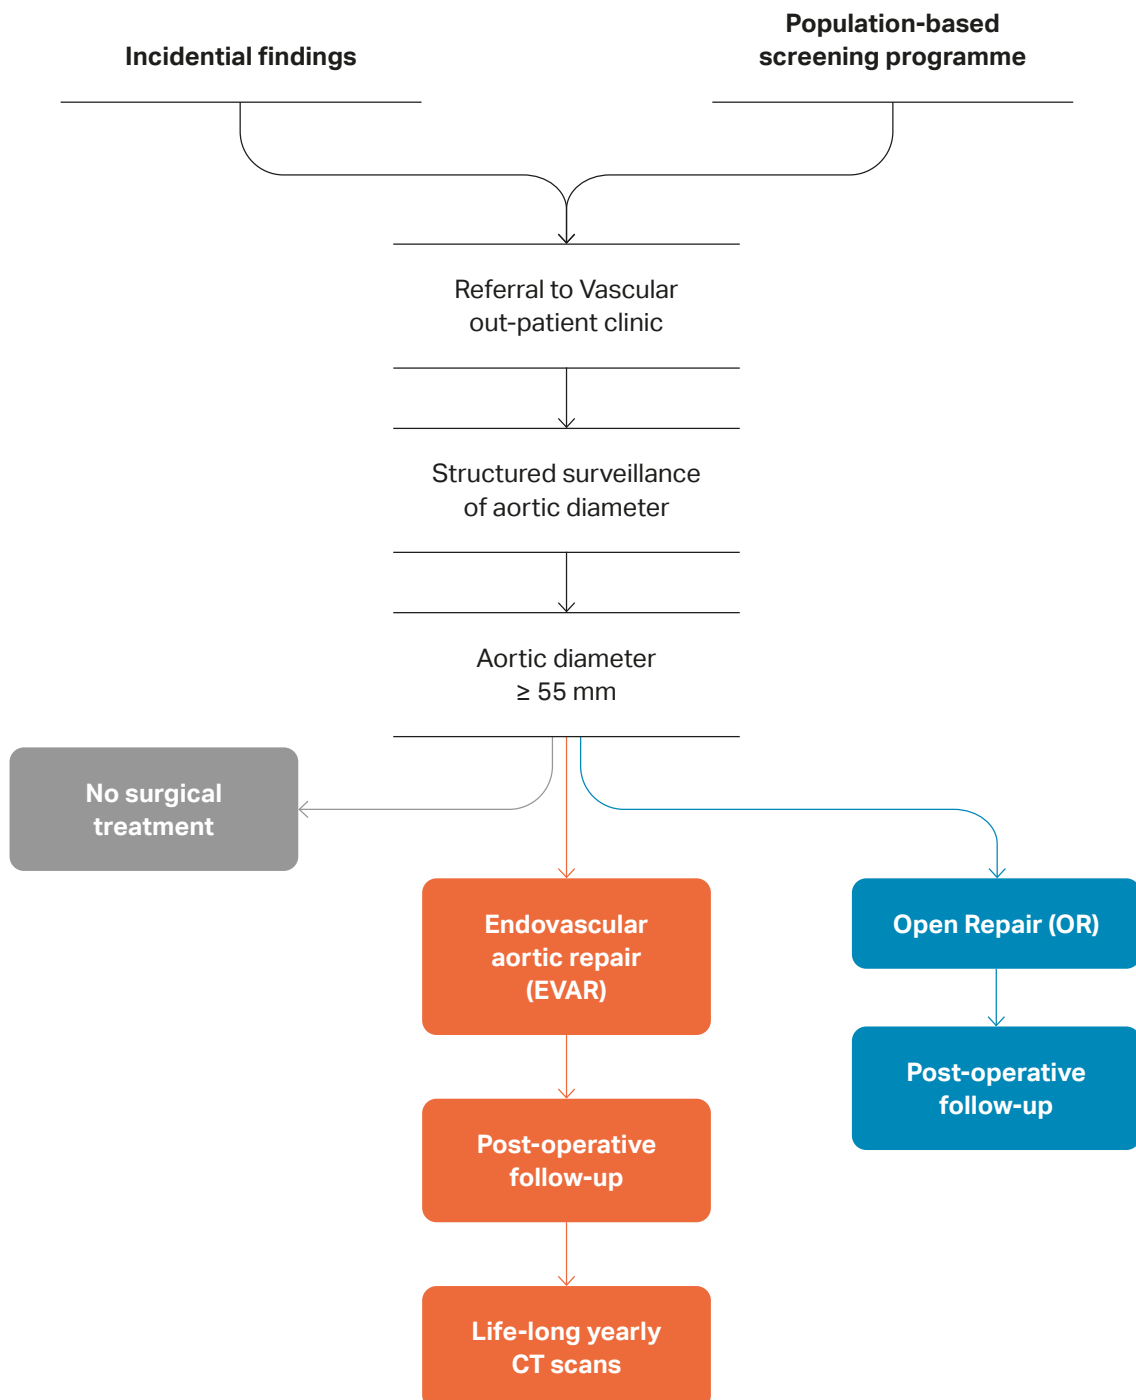 Incidential findings
Population-based
screening programme
Referral to Vascular
out-patient clinic
Structured surveillance
of aortic diameter
Aortic diameter
≥ 55 mm
No surgical
treatment
Endovascular
aortic repair
(EVAR)
Open Repair (OR)
Post-operative
follow-up
Post-operative
follow-up
Life-long yearly
CT scans